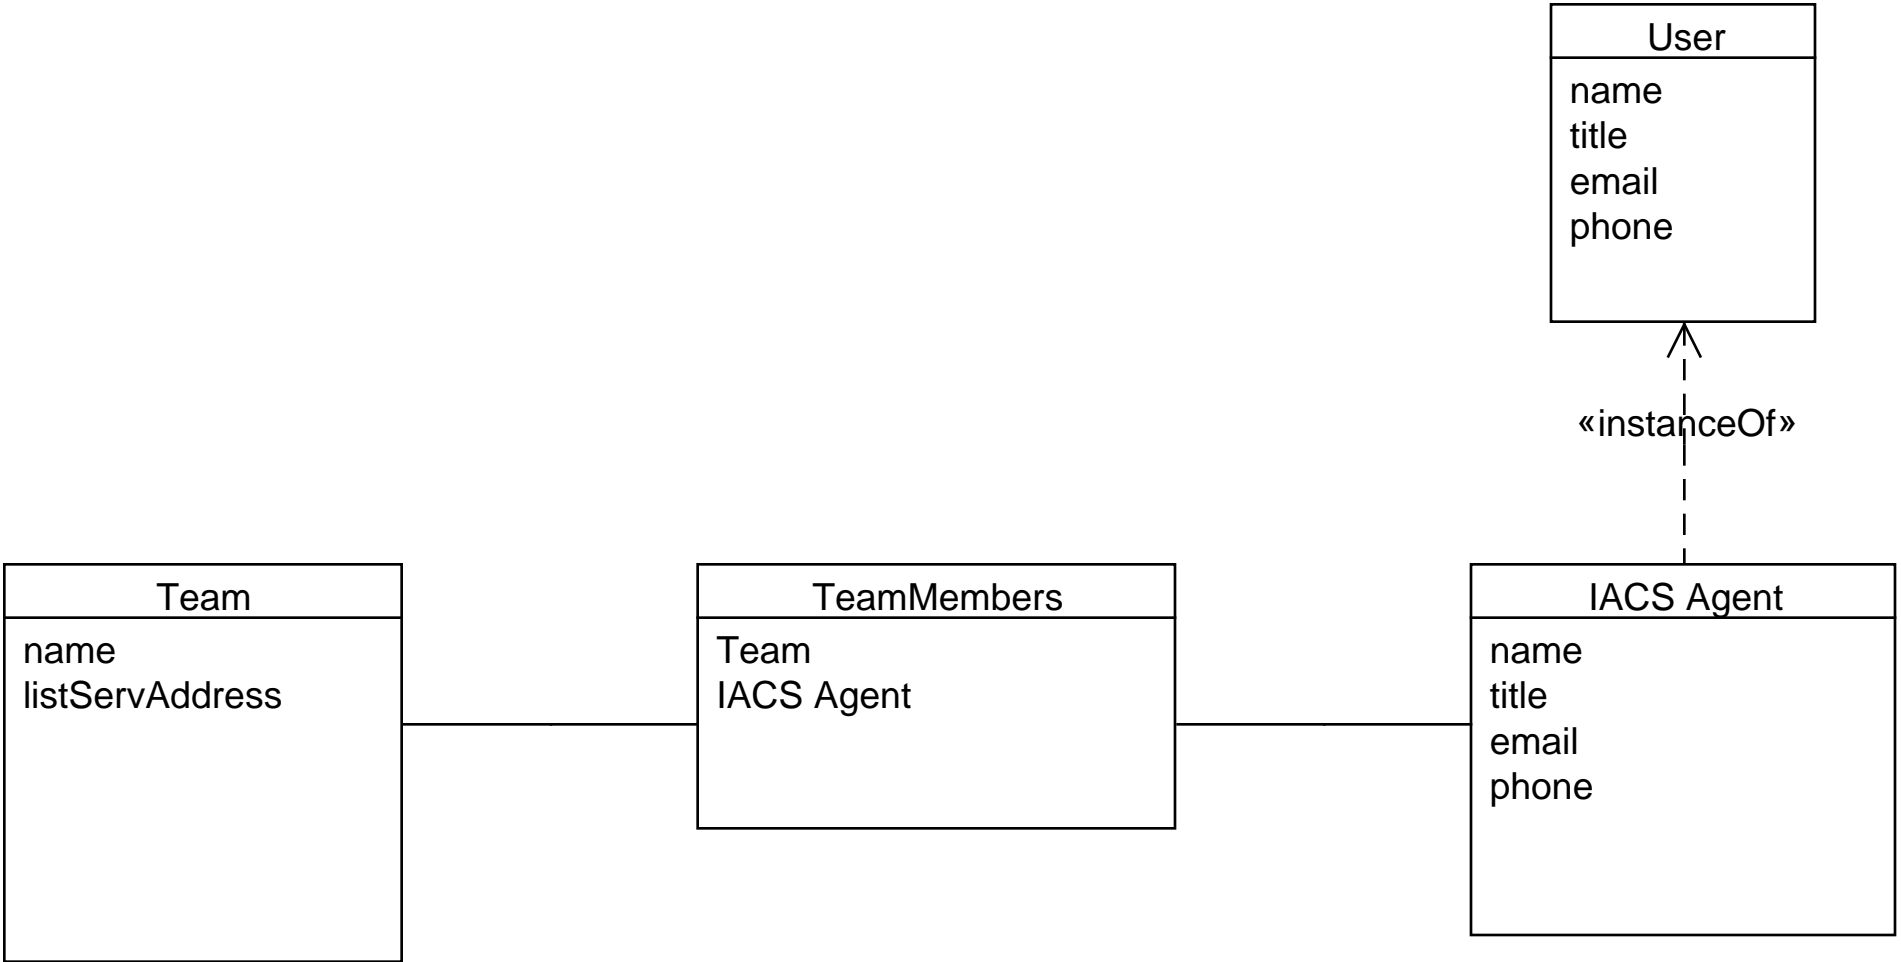 User
name
title
email
phone
«instanceOf»
Team
name
listServAddress
TeamMembers
Team
IACS Agent
IACS Agent
name
title
email
phone